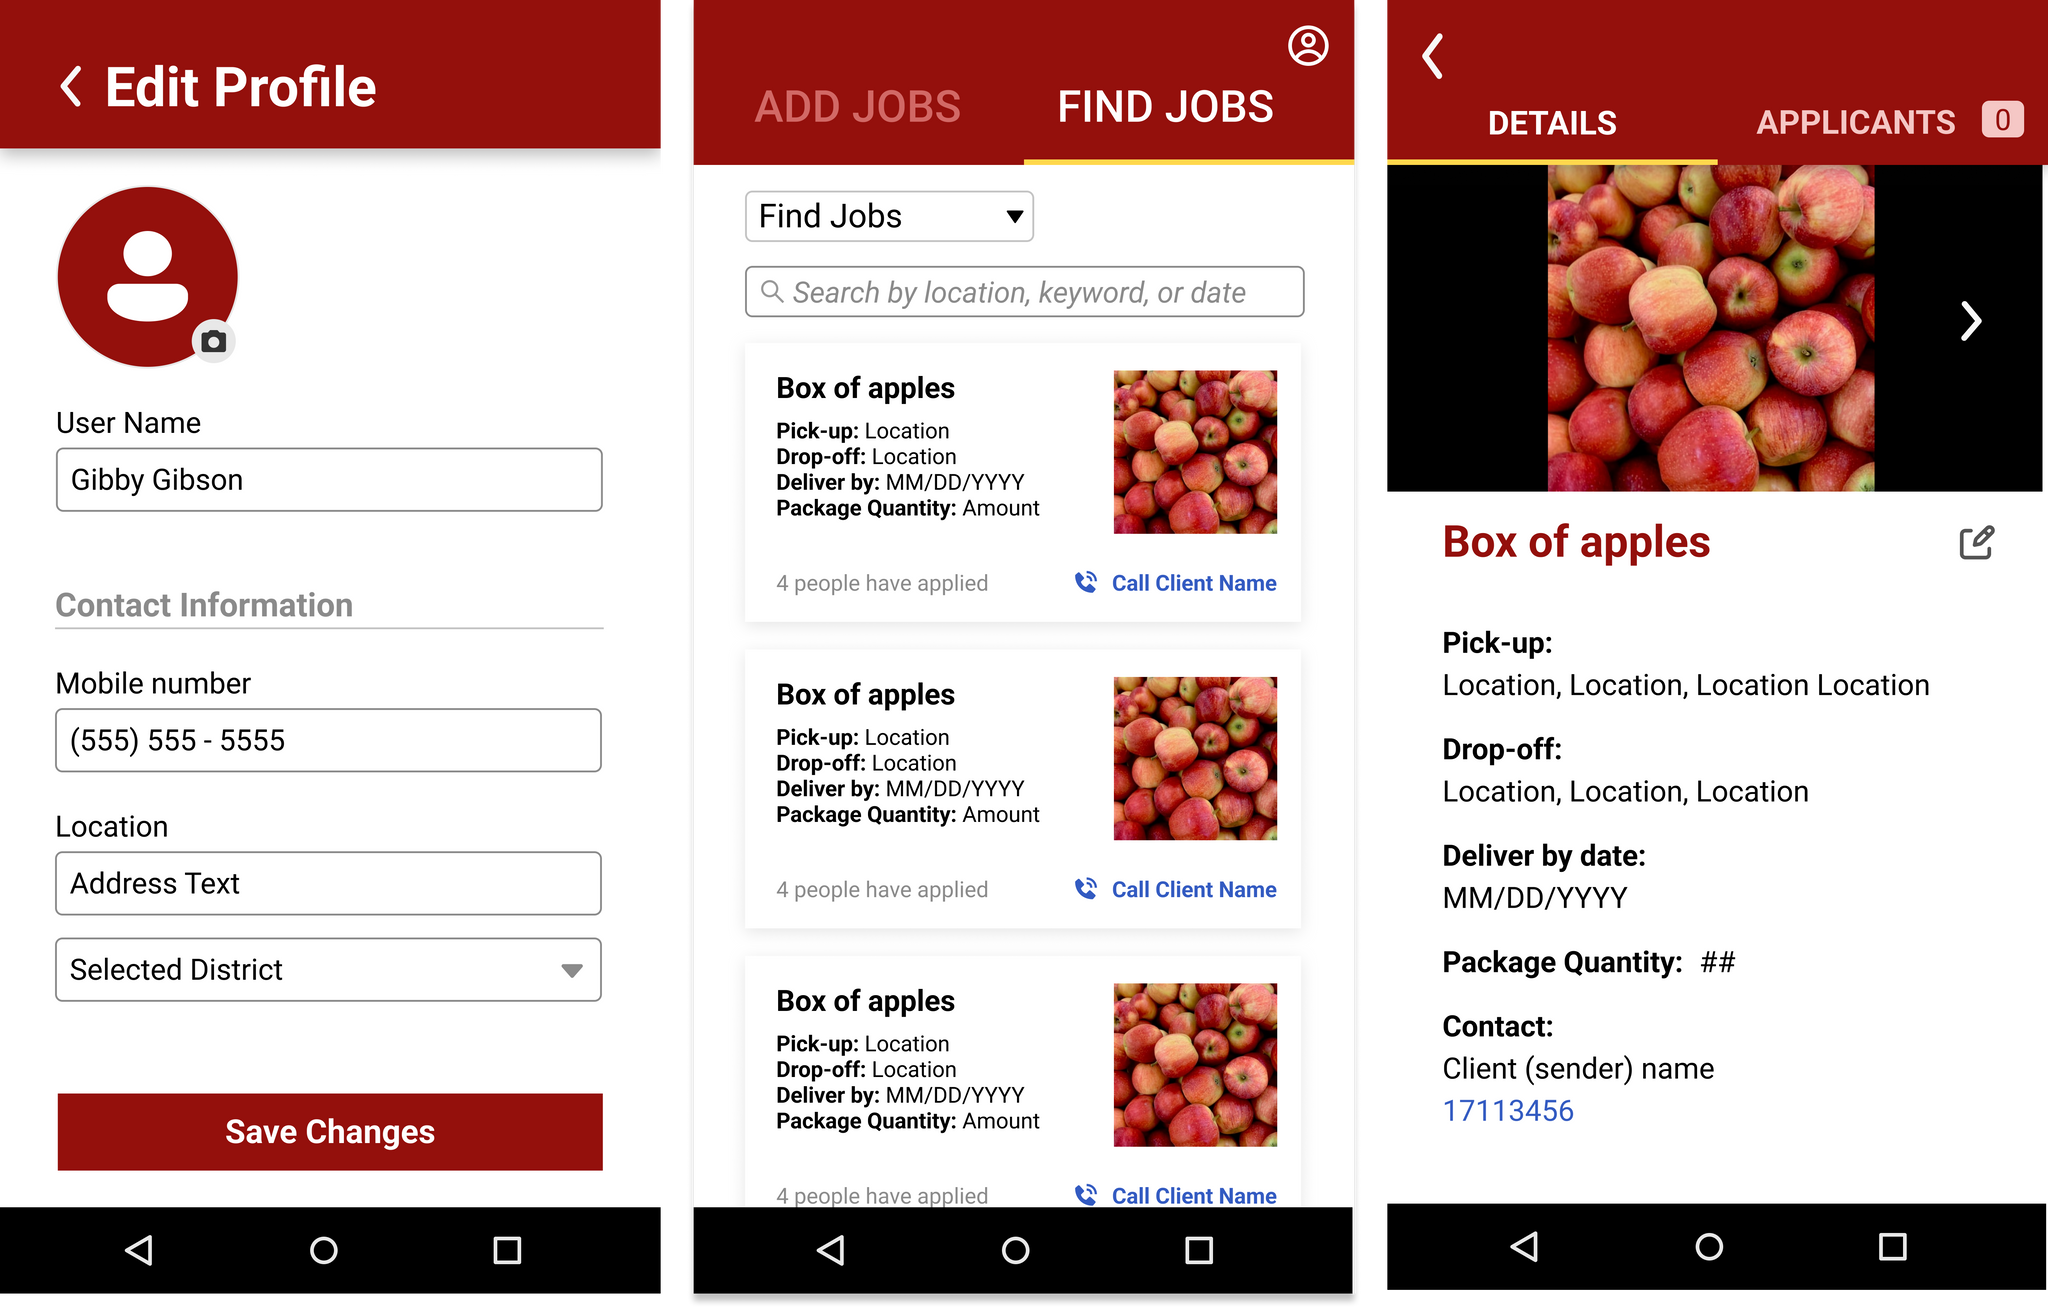 Edit Profile
User Name
Gibby Gibson
Contact Information
Mobile number
(555) 555 - 5555
Location
Address Text
Selected District
Save Changes
ADD JOBS
FIND JOBS
Find Jobs
Search by location, keyword, or date
Box of apples
Pick-up: Location
Drop-off: Location
Deliver by: MM/DD/YYYY
Package Quantity: Amount
4 people have applied
Call Client Name
Box of apples
Pick-up: Location
Drop-off: Location
Deliver by: MM/DD/YYYY
Package Quantity: Amount
4 people have applied
Call Client Name
Box of apples
Pick-up: Location
Drop-off: Location
Deliver by: MM/DD/YYYY
Package Quantity: Amount
4 people have applied
Call Client Name
DETAILS
APPLICANTS 0
Box of apples
Pick-up:
Location, Location, Location Location
Drop-off:
Location, Location, Location
Deliver by date:
MM/DD/YYYY
Package Quantity: ##
Contact:
Client (sender) name
17113456